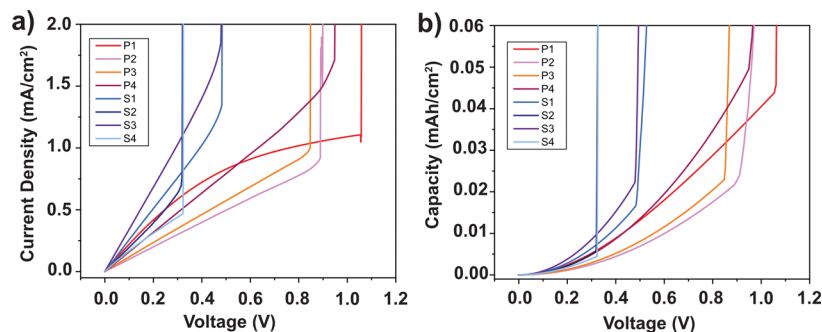 a)
Current Density (mA/cm²)
2.0
1.5
1.0
0.5
0.0
P1
P2
P3
P4
S1
S2
S3
S4
0.0 0.2 0.4 0.6 0.8 1.0 1.2
Voltage (V)
b)
Capacity (mAh/cm²)
0.06
0.05
0.04
0.03
0.02
0.01
0.00
P1
P2
P3
P4
S1
S2
S3
S4
0.0 0.2 0.4 0.6 0.8 1.0 1.2
Voltage (V)